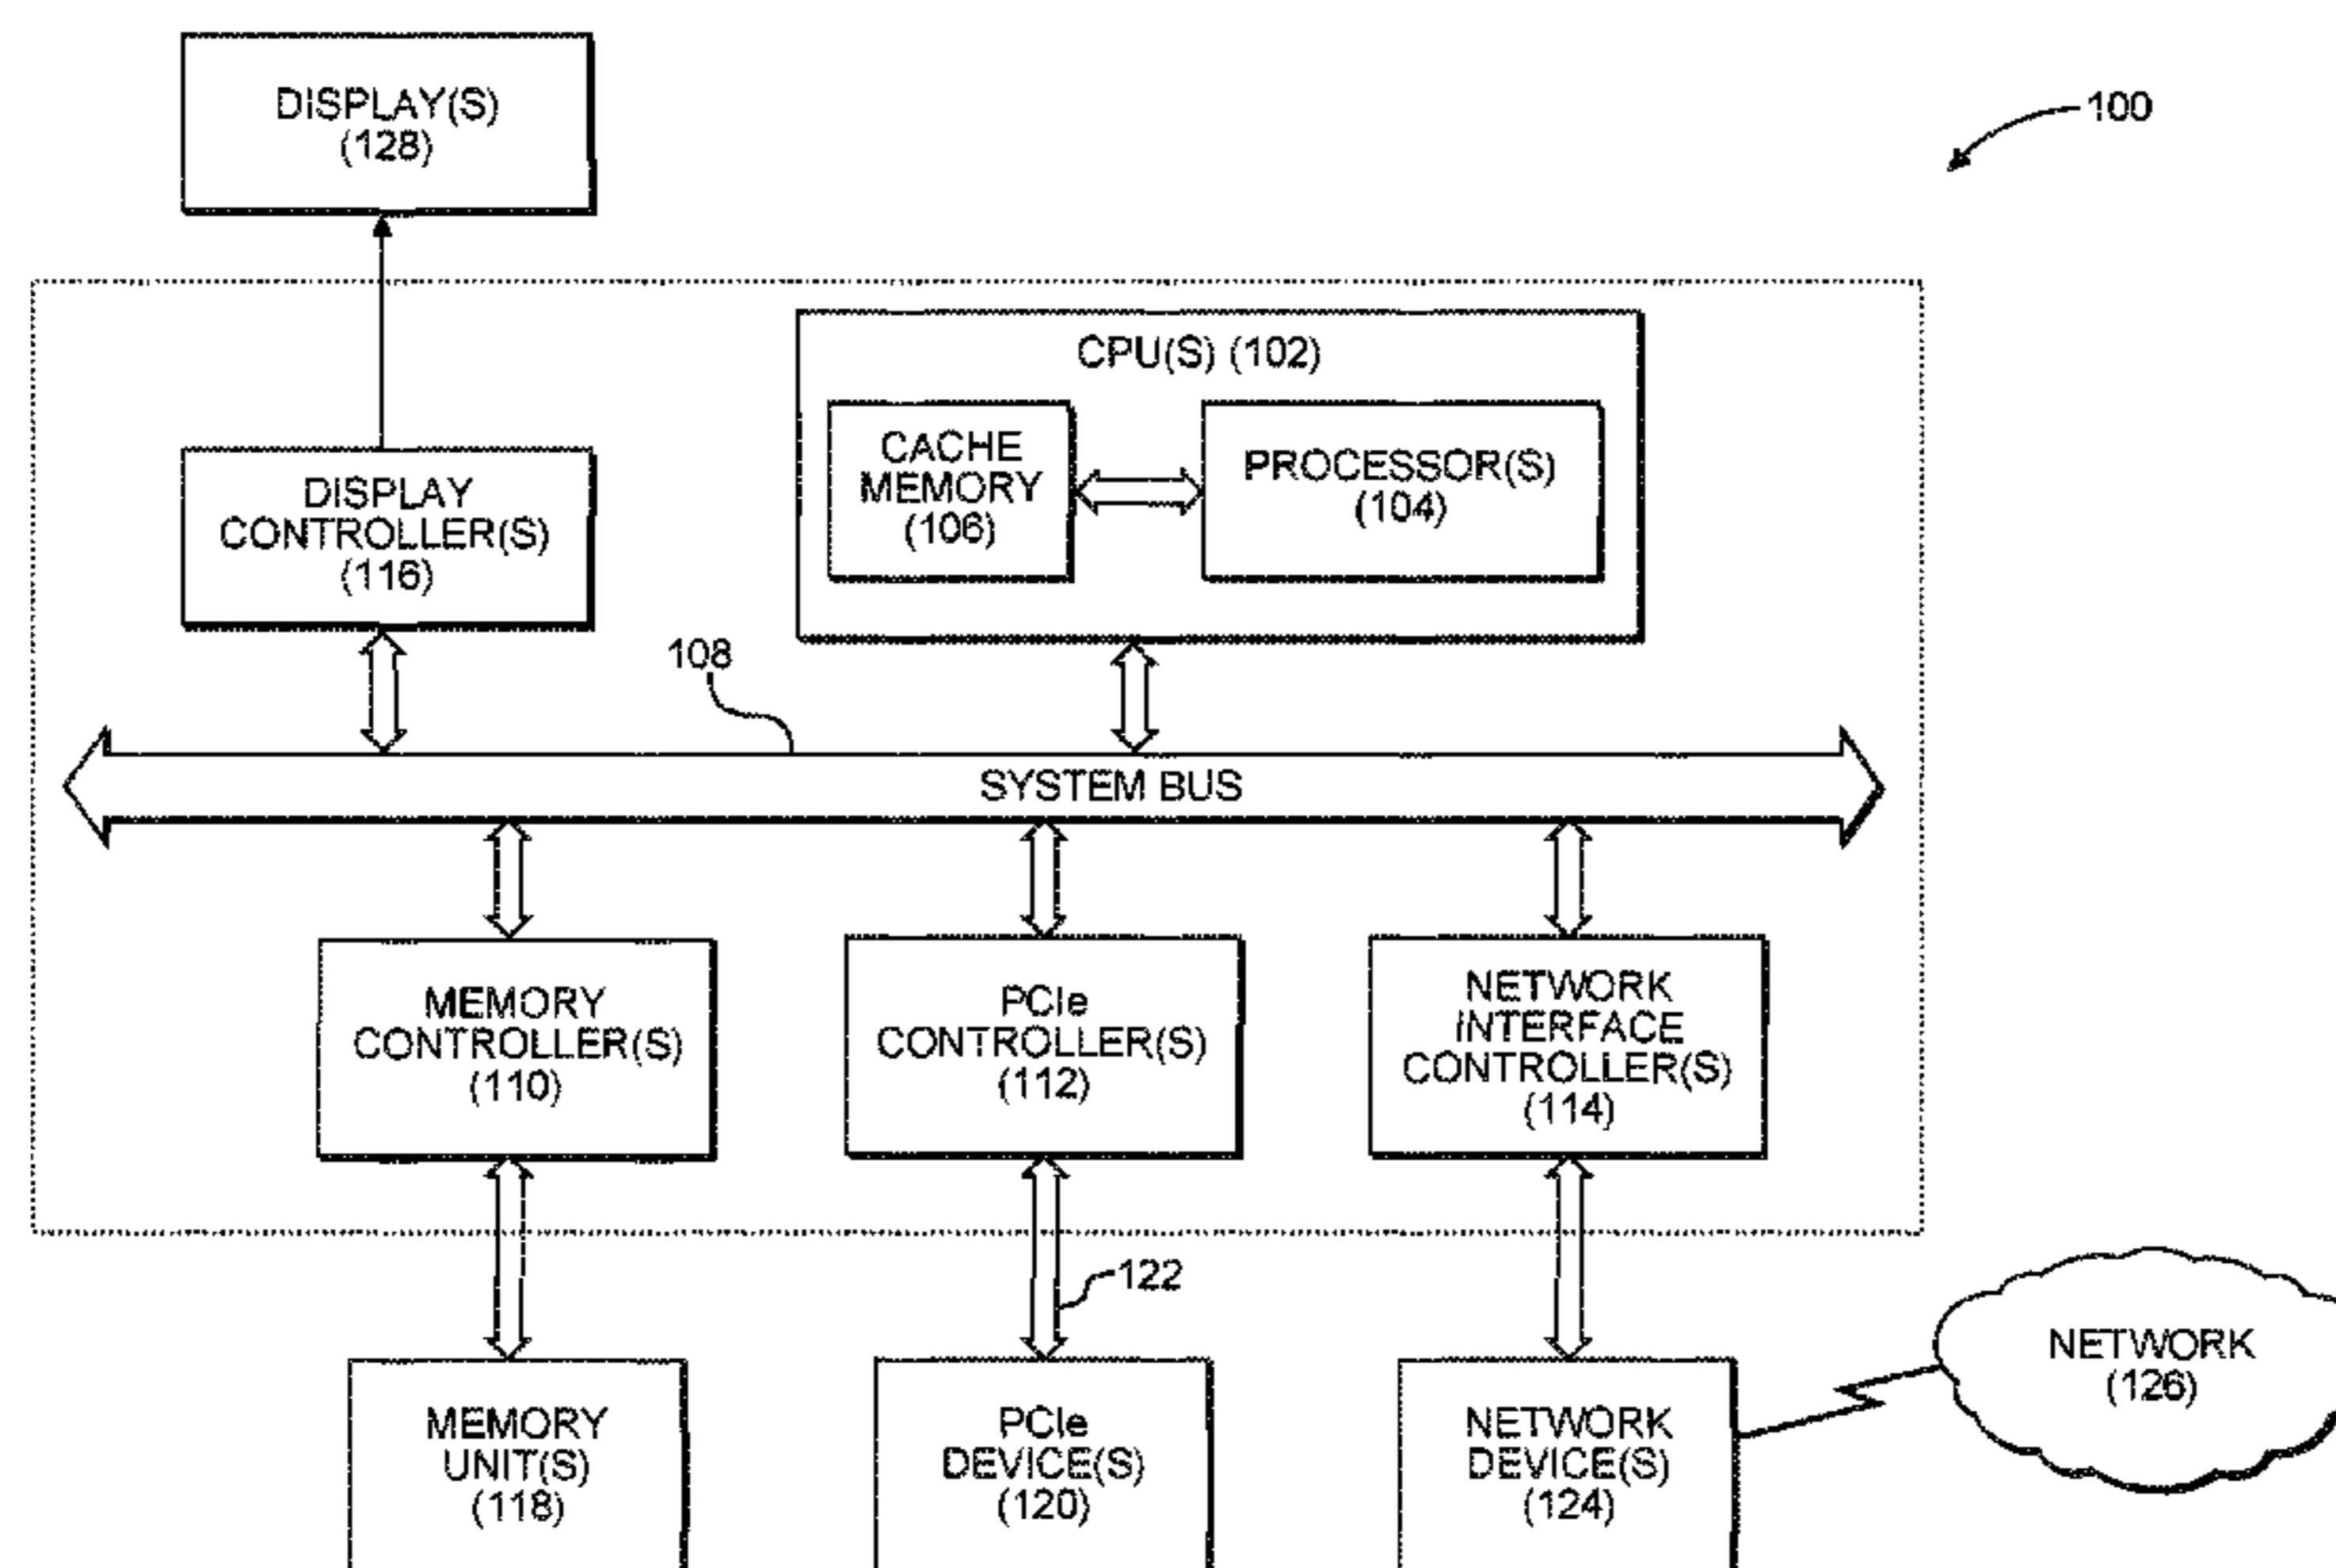 DISPLAY(S)
(128)
100
CPU(S) (102)
CACHE
MEMORY
(106)
PROCESSOR(S)
(104)
DISPLAY
CONTROLLER(S)
(116)
108
SYSTEM BUS
MEMORY
CONTROLLER(S)
(110)
PCIe
CONTROLLER(S)
(112)
NETWORK
INTERFACE
CONTROLLER(S)
(114)
122
MEMORY
UNIT(S)
(118)
PCIe
DEVICE(S)
(120)
NETWORK
DEVICE(S)
(124)
NETWORK
(126)